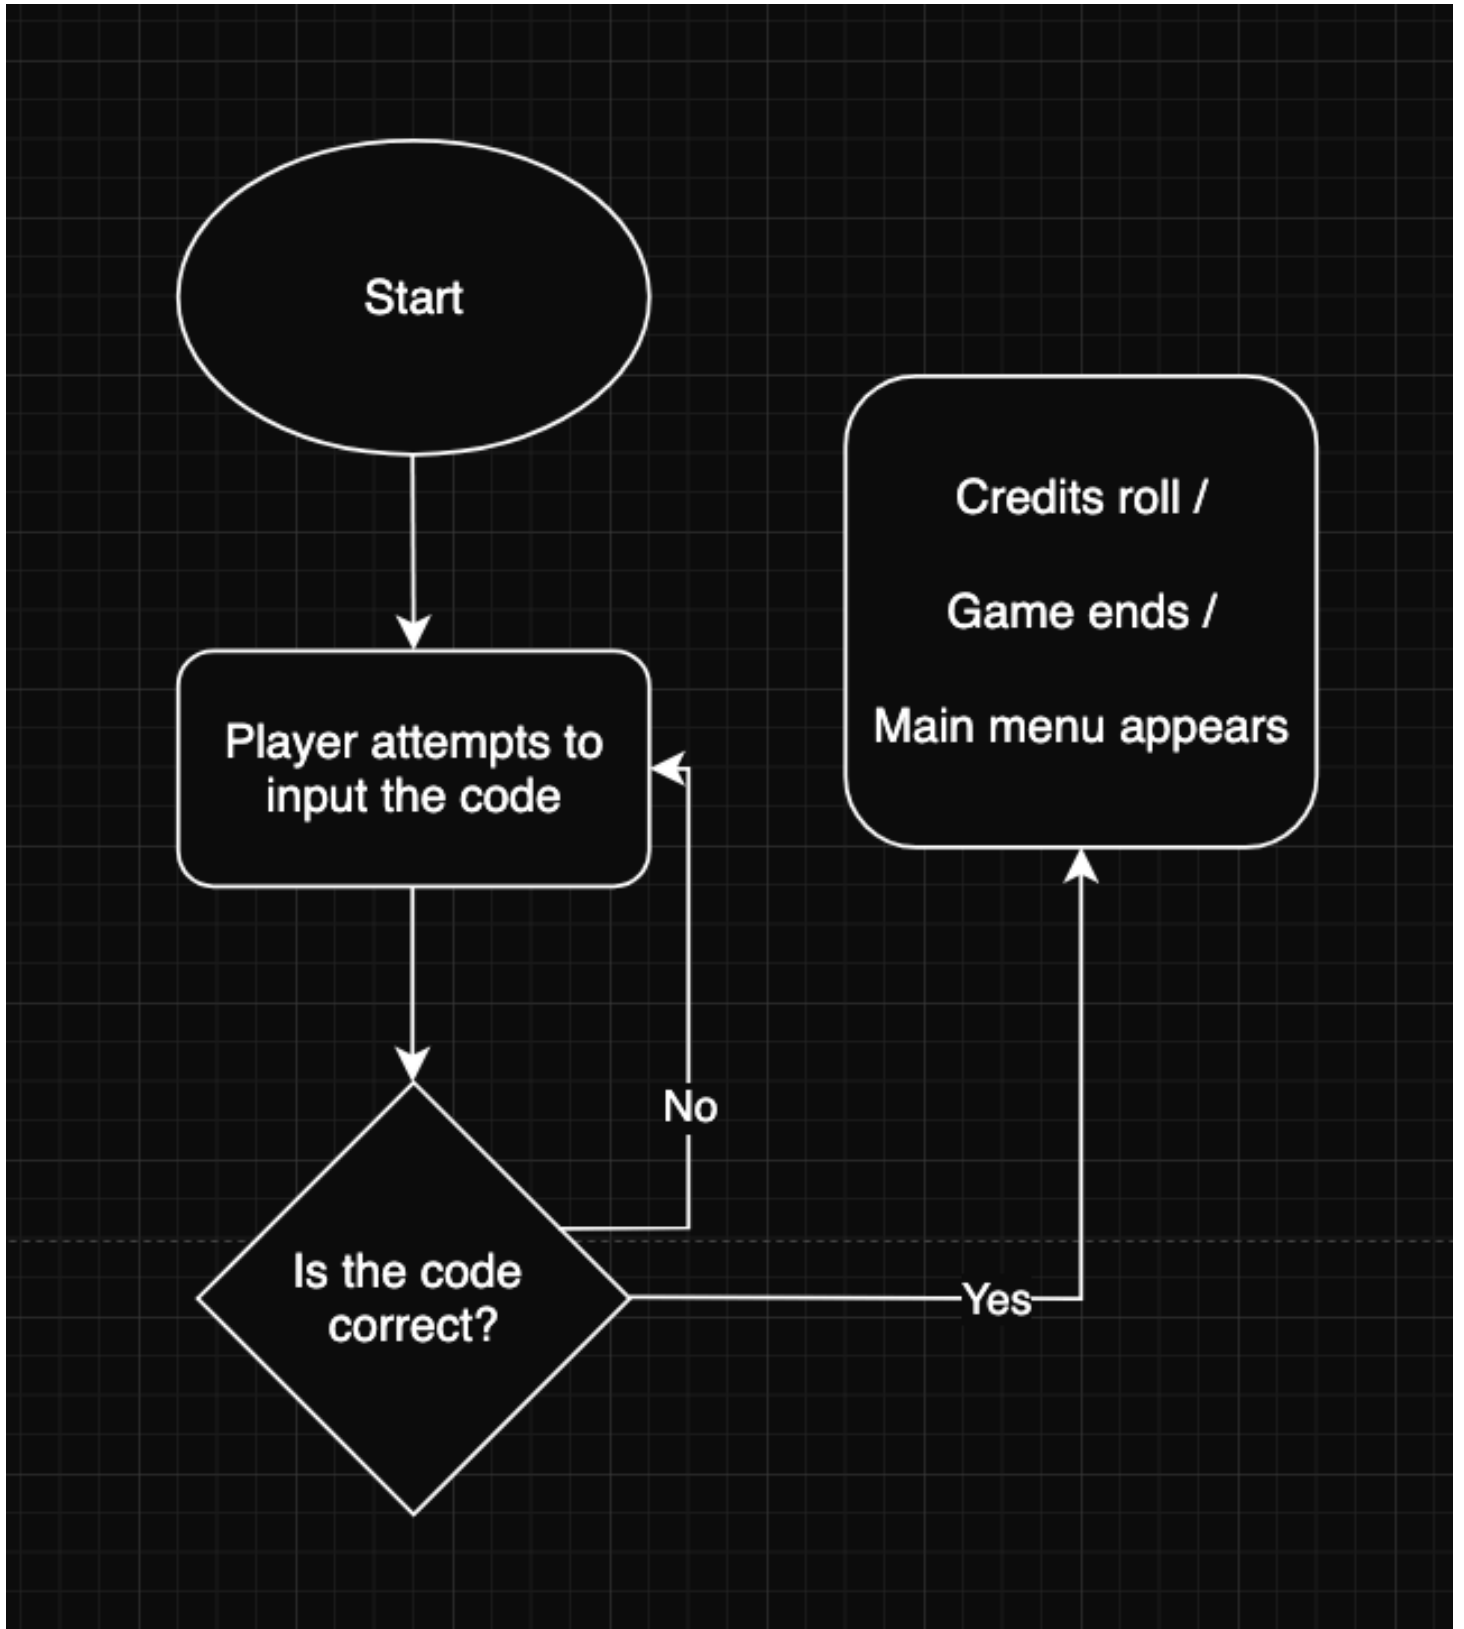 Start
Player attempts to
input the code
Is the code
correct?
No
Yes
Credits roll /
Game ends /
Main menu appears